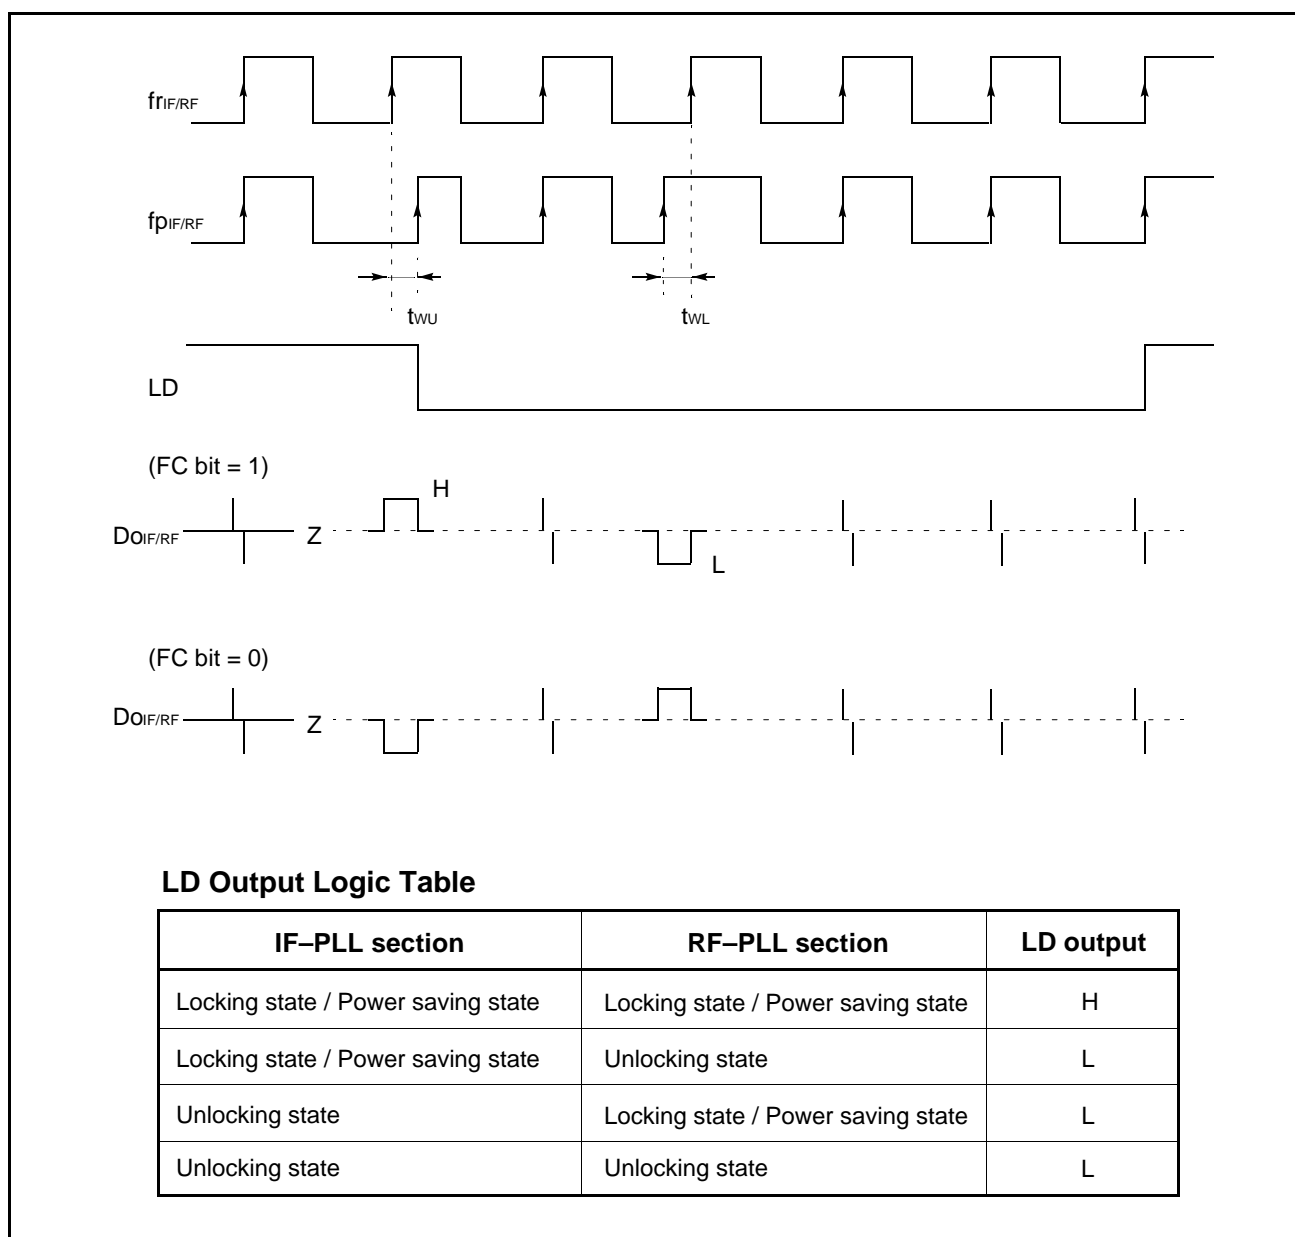 frIF/RF
fpIF/RF
tWU tWL
LD
(FC bit = 1)
H
DoIF/RF Z
L
(FC bit = 0)
DoIF/RF Z
LD Output Logic Table
IF–PLL section RF–PLL section LD output
Locking state / Power saving state Locking state / Power saving state H
Locking state / Power saving state Unlocking state L
Unlocking state Locking state / Power saving state L
Unlocking state Unlocking state L